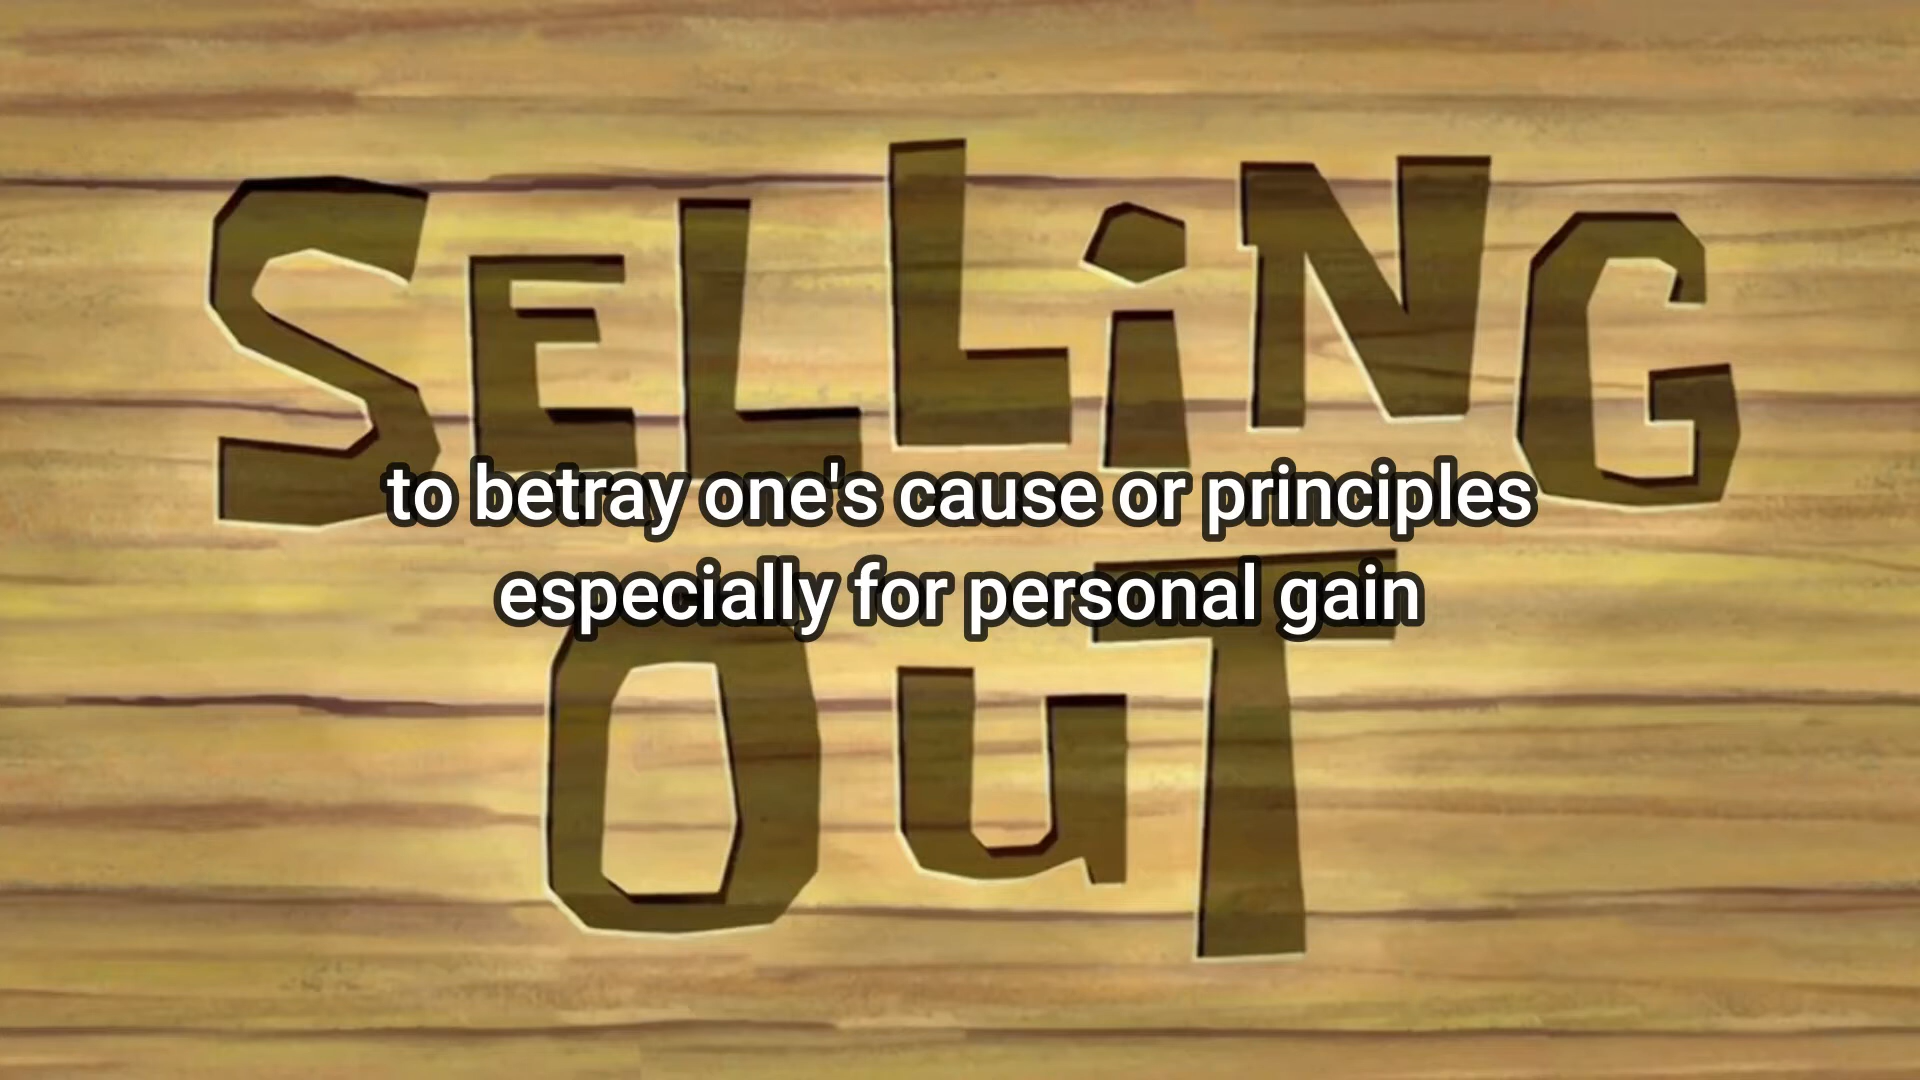 SELLiNG
to betray one's cause or principles
especially for personal gain
OuT